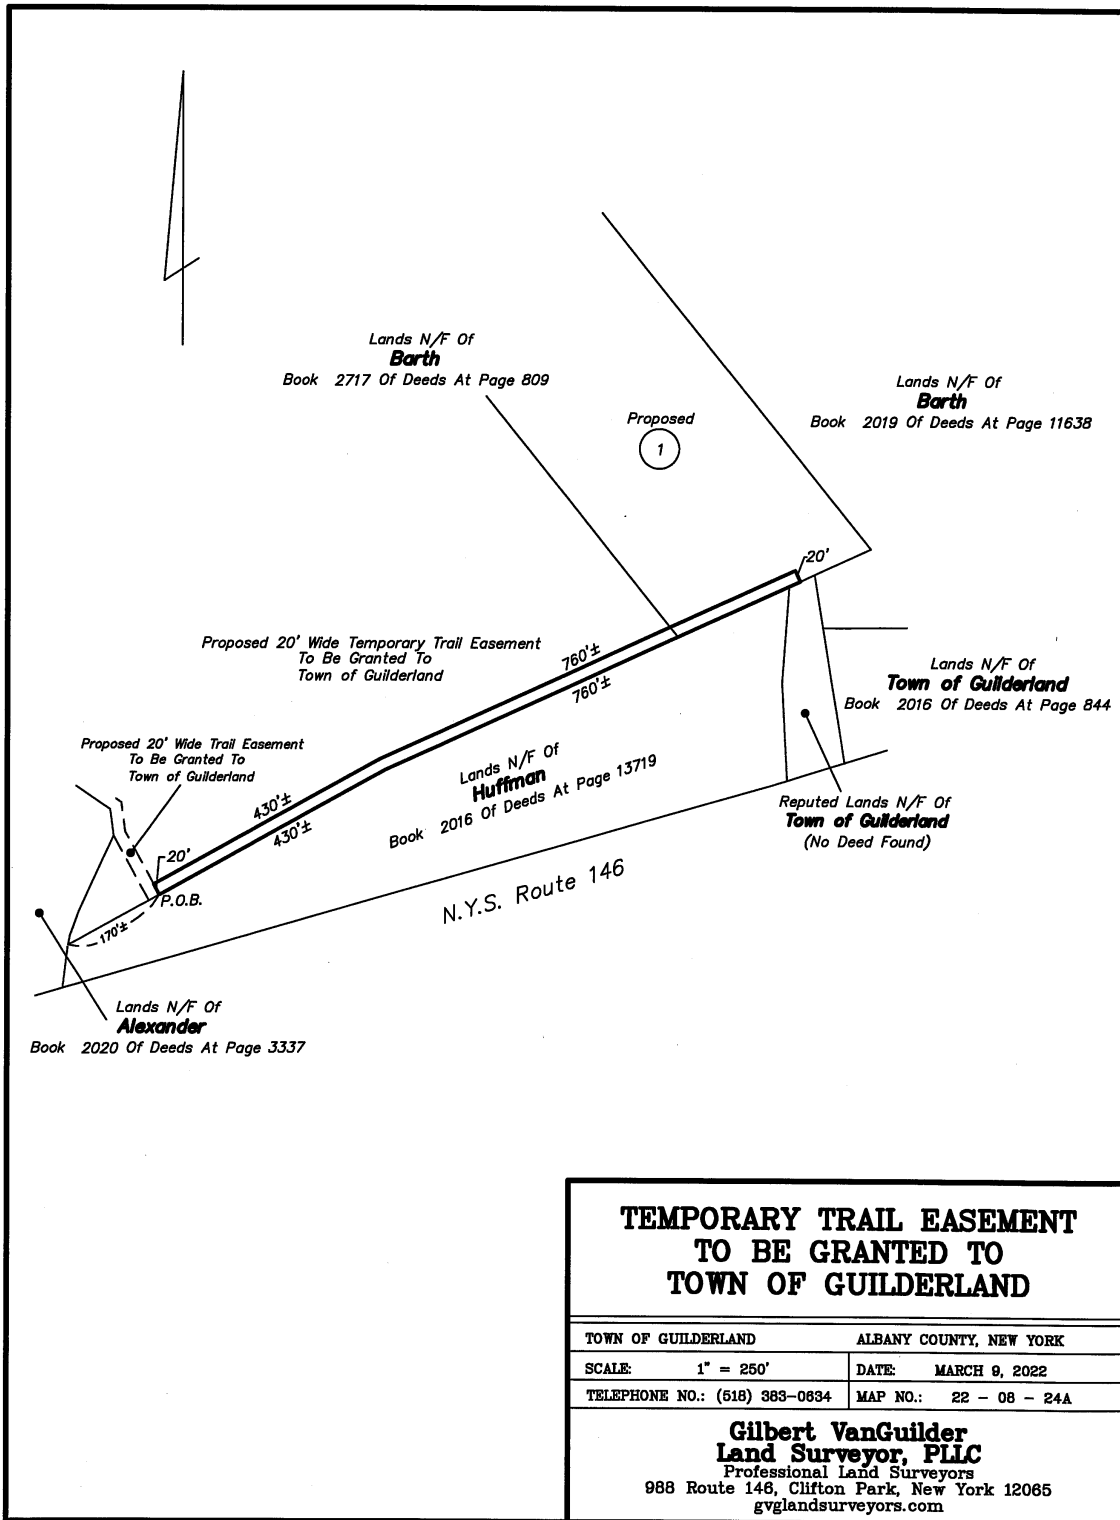 Lands N/F Of
Barth
Book 2717 Of Deeds At Page 809
Lands N/F Of
Barth
Book 2019 Of Deeds At Page 11638
Proposed
1
20'
Proposed 20' Wide Temporary Trail Easement
To Be Granted To
Town of Guilderland
760'±
760'±
Lands N/F Of
Town of Guilderland
Book 2016 Of Deeds At Page 844
Proposed 20' Wide Trail Easement
To Be Granted To
Town of Guilderland
Lands N/F Of
Huffman
Book 2016 Of Deeds At Page 13719
430'±
430'±
Reputed Lands N/F Of
Town of Guilderland
(No Deed Found)
20'
P.O.B.
N.Y.S. Route 146
170'±
Lands N/F Of
Alexander
Book 2020 Of Deeds At Page 3337
TEMPORARY TRAIL EASEMENT
TO BE GRANTED TO
TOWN OF GUILDERLAND
TOWN OF GUILDERLAND ALBANY COUNTY, NEW YORK
SCALE: 1" = 250' DATE: MARCH 9, 2022
TELEPHONE NO.: (518) 383-0634 MAP NO.: 22 - 08 - 24A
Gilbert VanGuilder
Land Surveyor, PLLC
Professional Land Surveyors
988 Route 146, Clifton Park, New York 12065
gvglandsurveyors.com